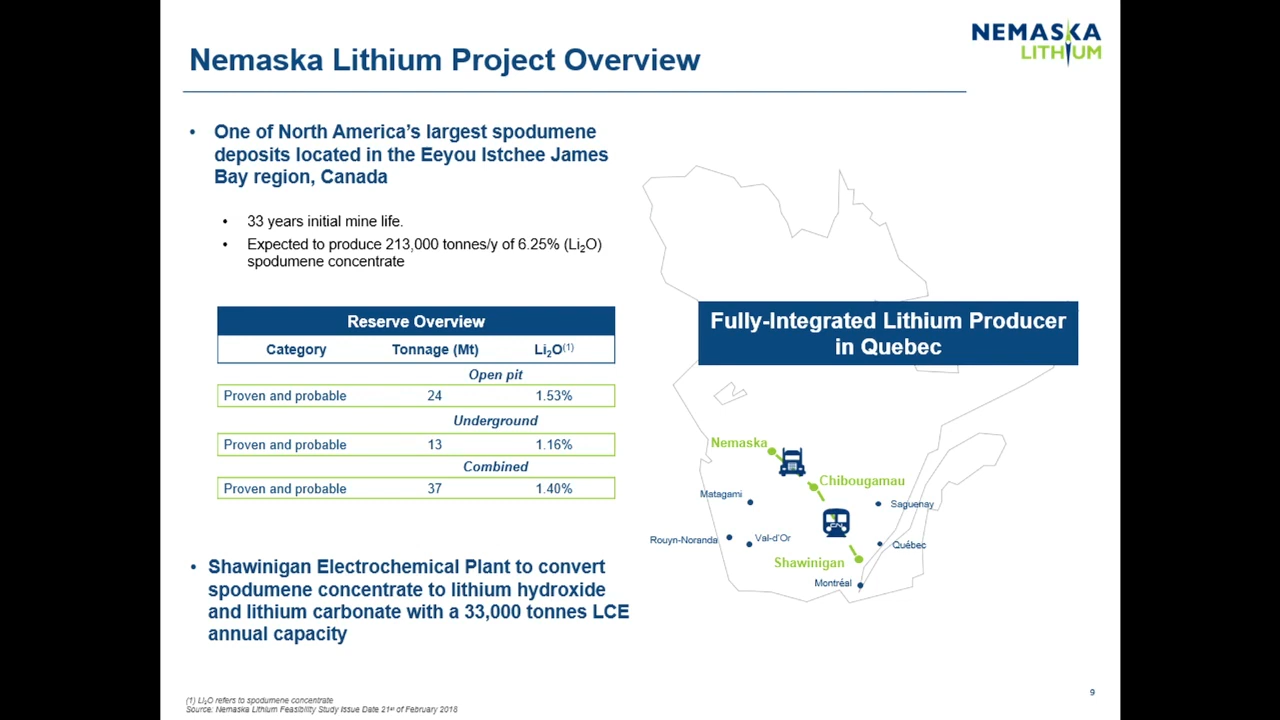 NEMASKA
LITHIUM
Nemaska Lithium Project Overview
• One of North America's largest spodumene
deposits located in the Eeyou Istchee James
Bay region, Canada
• 33 years initial mine life.
• Expected to produce 213,000 tonnes/y of 6.25% (Li₂O)
spodumene concentrate
Reserve Overview
Category Tonnage (Mt) Li₂O⁽¹⁾
Open pit
Proven and probable 24 1.53%
Underground
Proven and probable 13 1.16%
Combined
Proven and probable 37 1.40%
• Shawinigan Electrochemical Plant to convert
spodumene concentrate to lithium hydroxide
and lithium carbonate with a 33,000 tonnes LCE
annual capacity
Fully-Integrated Lithium Producer
in Quebec
Nemaska
Chibougamau
Matagami
Saguenay
CN
Rouyn-Noranda
Val-d'Or
Québec
Shawinigan
Montréal
(1) Li₂O refers to spodumene concentrate
Source: Nemaska Lithium Feasibility Study Issue Date 21ˢᵗ of February 2018
9